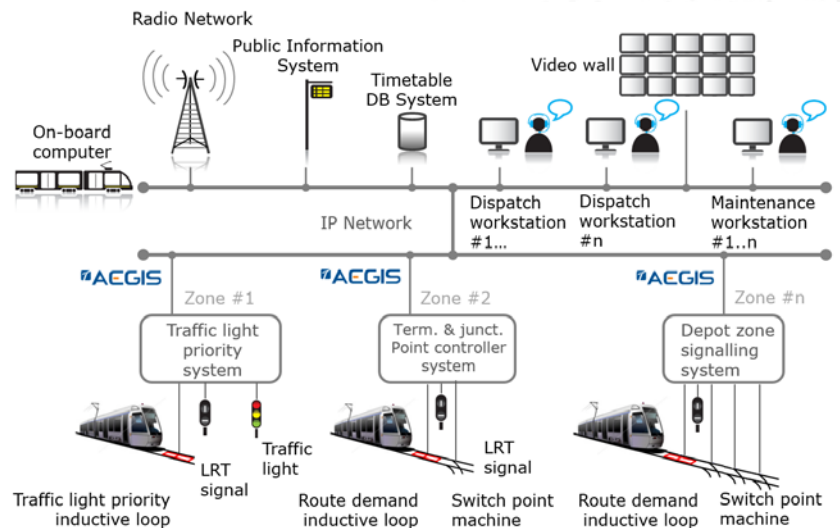 Radio Network
Public Information
System
Timetable
DB System
Video wall
On-board
computer
IP Network
Dispatch
workstation
#1...
Dispatch
workstation
#n
Maintenance
workstation
#1..n
AEGIS
Zone #1
AEGIS
Zone #2
AEGIS
Zone #n
Traffic light
priority
system
Term. & junct.
Point controller
system
Depot zone
signalling
system
LRT
signal
Traffic
light
LRT
signal
Traffic light priority
inductive loop
Route demand
inductive loop
Switch point
machine
Route demand
inductive loop
Switch point
machine